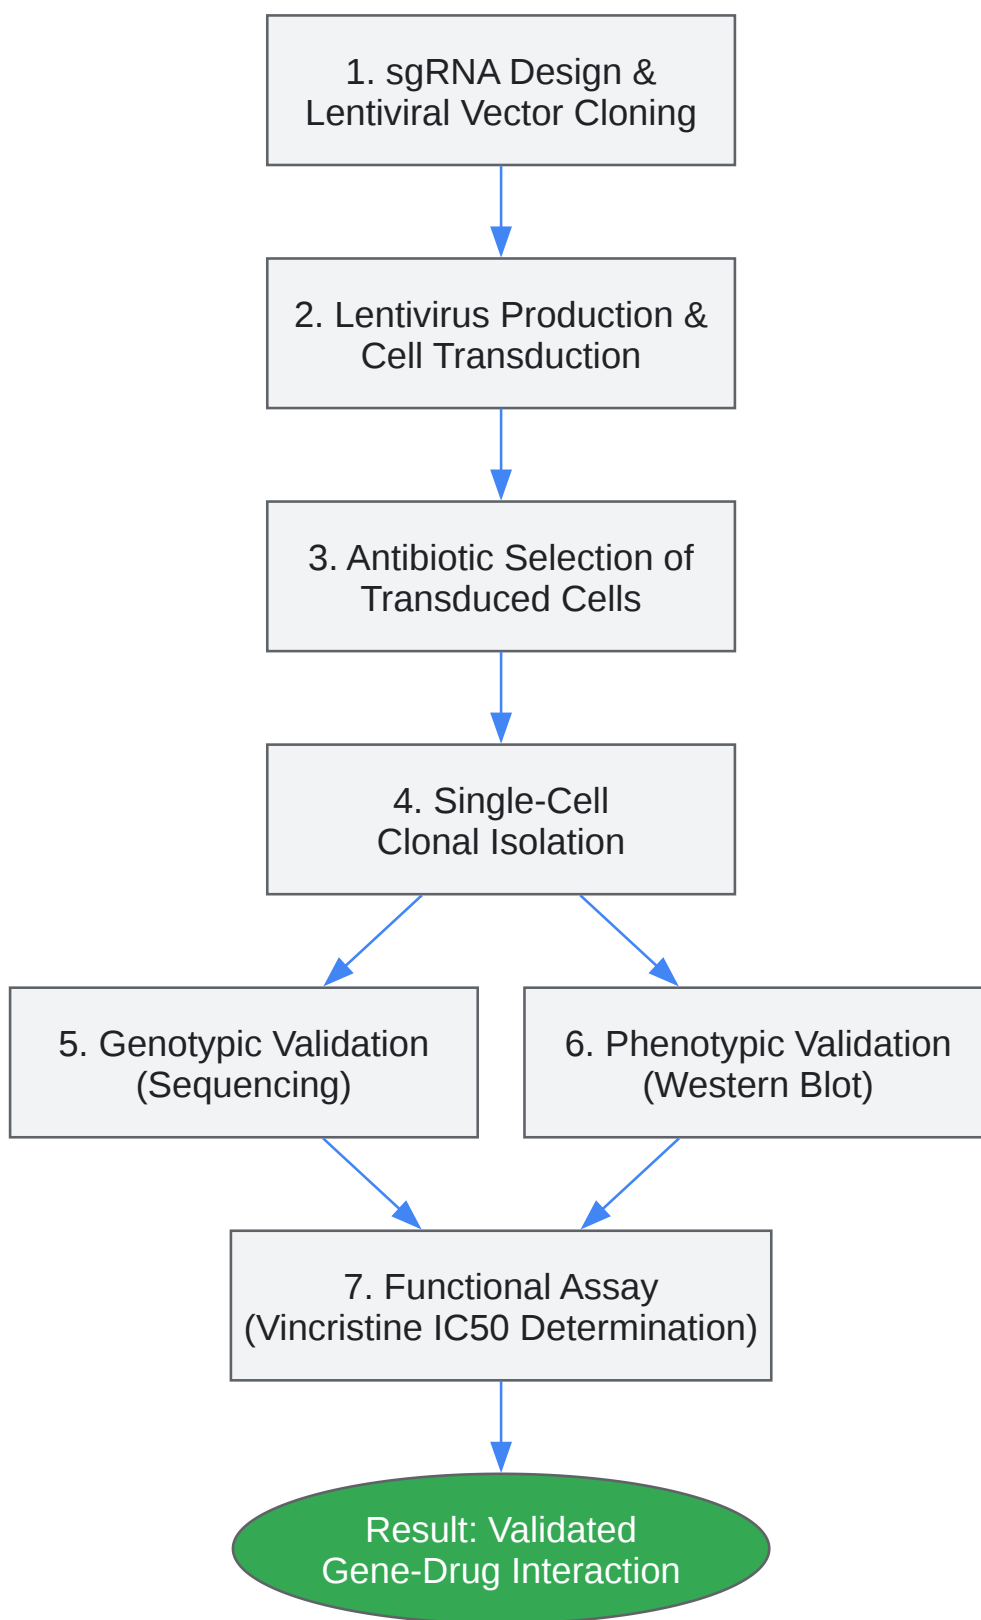 1. sgRNA Design &
Lentiviral Vector Cloning
2. Lentivirus Production &
Cell Transduction
3. Antibiotic Selection of
Transduced Cells
4. Single-Cell
Clonal Isolation
5. Genotypic Validation
(Sequencing)
6. Phenotypic Validation
(Western Blot)
7. Functional Assay
(Vincristine IC50 Determination)
Result: Validated
Gene-Drug Interaction